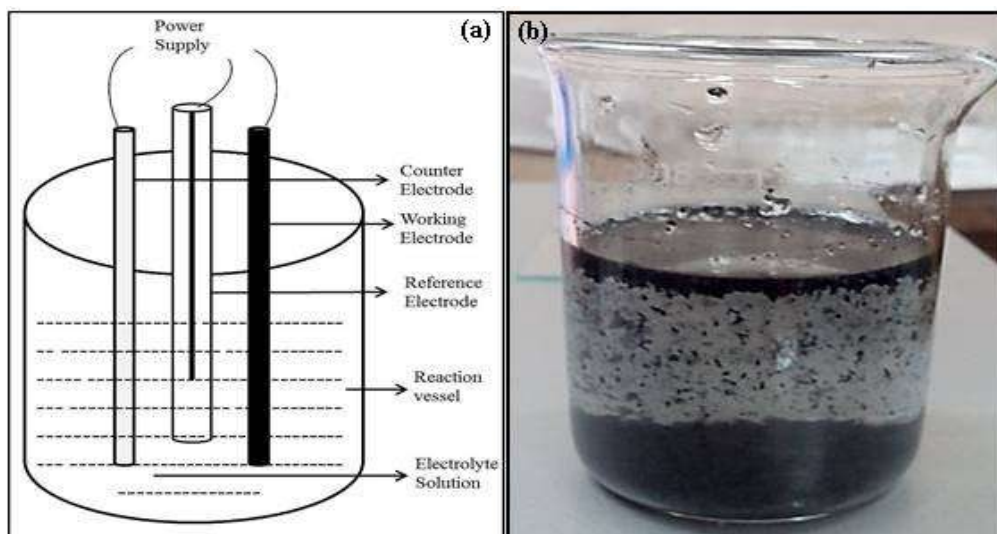 Power
Supply
(a)
Counter
Electrode
Working
Electrode
Reference
Electrode
Reaction
vessel
Electrolyte
Solution
(b)